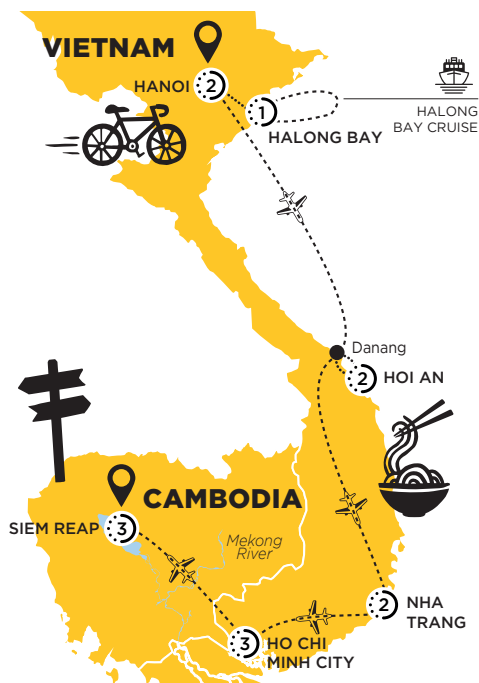 VIETNAM
HANOI
2
1
HALONG BAY
HALONG
BAY CRUISE
Danang
2
HOI AN
CAMBODIA
SIEM REAP
3
Mekong
River
2
NHA
TRANG
3
HO CHI
MINH CITY